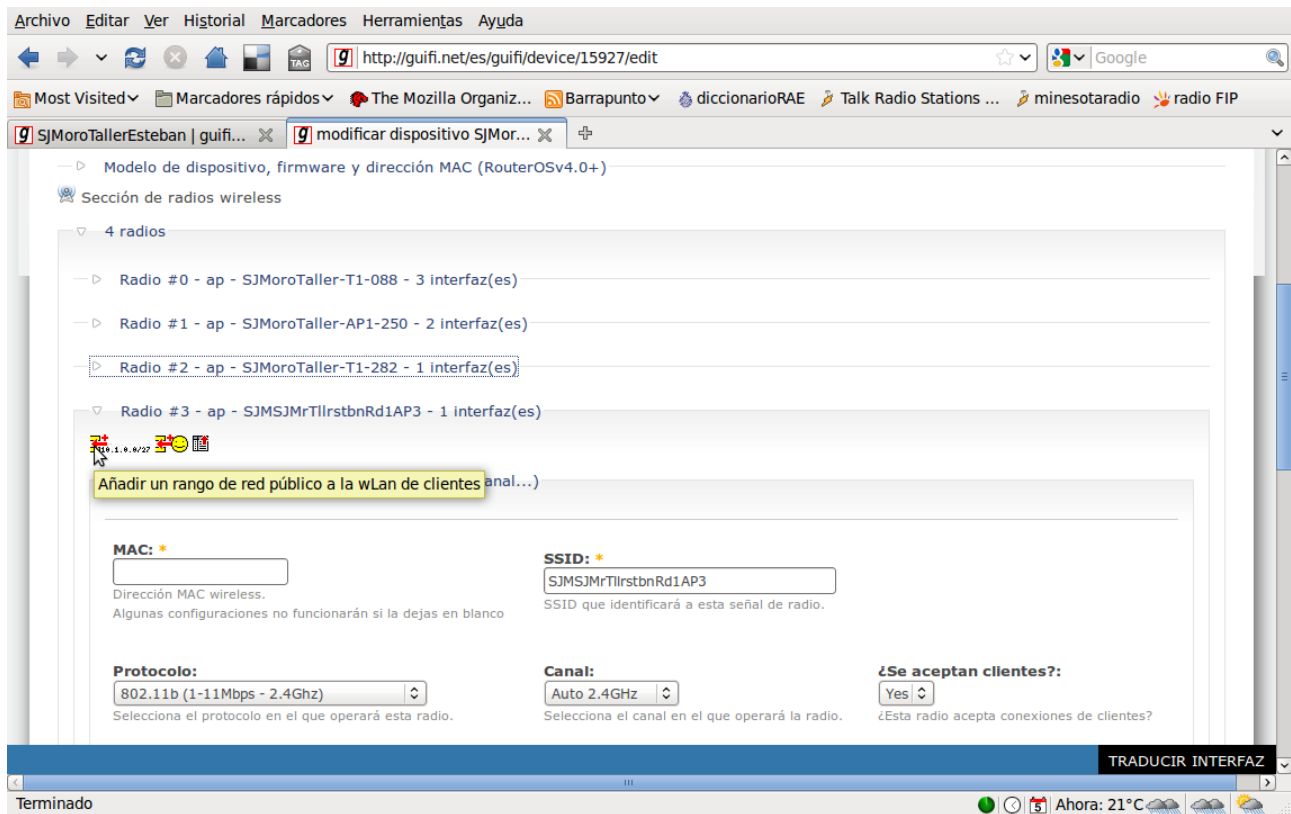 Archivo Editar Ver Historial Marcadores Herramientas Ayuda
TAG
http://guifi.net/es/guifi/device/15927/edit
Google
Most Visited Marcadores rápidos The Mozilla Organiz... Barrapunto diccionarioRAE Talk Radio Stations ... minesotaradio radio FIP
SJMoroTallerEsteban | guifi... modificar dispositivo SJMor...
Modelo de dispositivo, firmware y dirección MAC (RouterOSv4.0+)
Sección de radios wireless
4 radios
Radio #0 - ap - SJMoroTaller-T1-088 - 3 interfaz(es)
Radio #1 - ap - SJMoroTaller-AP1-250 - 2 interfaz(es)
Radio #2 - ap - SJMoroTaller-T1-282 - 1 interfaz(es)
Radio #3 - ap - SJMSJMrTllrstbnRd1AP3 - 1 interfaz(es)
Añadir un rango de red público a la wLan de clientes anal...)
MAC: *
SSID: *
SJMSJMrTllrstbnRd1AP3
Dirección MAC wireless.
SSID que identificará a esta señal de radio.
Algunas configuraciones no funcionarán si la dejas en blanco
Protocolo: Canal: ¿Se aceptan clientes?:
802.11b (1-11Mbps - 2.4Ghz) Auto 2.4GHz Yes
Selecciona el protocolo en el que operará esta radio. Selecciona el canal en el que operará la radio. ¿Esta radio acepta conexiones de clientes?
TRADUCIR INTERFAZ
Terminado
5 Ahora: 21°C